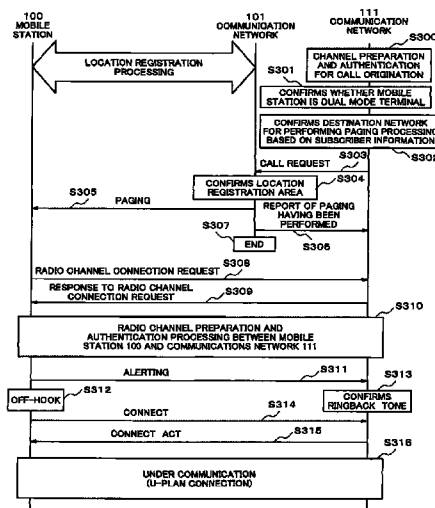 100
MOBILE
STATION
101
COMMUNICATION
NETWORK
111
COMMUNICATION
NETWORK
S300
CHANNEL PREPARATION
AND AUTHENTICATION
FOR CALL ORIGINATION
LOCATION REGISTRATION
PROCESSING
S301
CONFIRMS WHETHER MOBILE
STATION IS DUAL MODE TERMINAL
CONFIRMS DESTINATION NETWORK
FOR PERFORMING PAGING PROCESSING
BASED ON SUBSCRIBER INFORMATION
S302
S303
CALL REQUEST
CONFIRMS LOCATION
REGISTRATION AREA
S304
S305
PAGING
REPORT OF PAGING
HAVING BEEN
PERFORMED
S306
S307
END
RADIO CHANNEL CONNECTION REQUEST
S308
RESPONSE TO RADIO CHANNEL
CONNECTION REQUEST
S309
S310
RADIO CHANNEL PREPARATION AND
AUTHENTICATION PROCESSING BETWEEN MOBILE
STATION 100 AND COMMUNICATIONS NETWORK 111
ALERTING
S311
S312
OFF-HOOK
S313
CONFIRMS
RINGBACK TONE
CONNECT
S314
CONNECT ACT
S315
S316
UNDER COMMUNICATION
(U-PLAN CONNECTION)